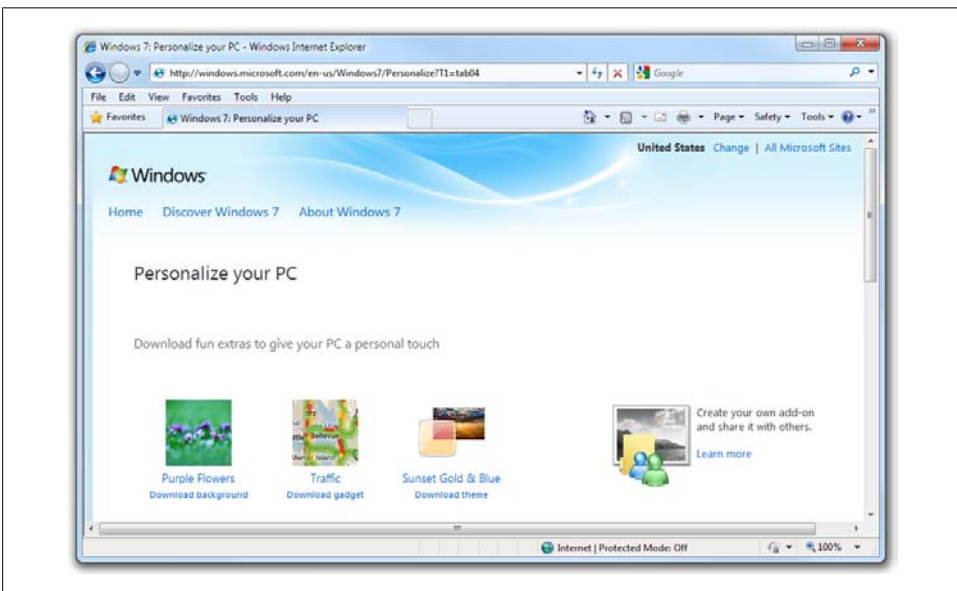 Windows 7: Personalize your PC - Windows Internet Explorer
http://windows.microsoft.com/en-us/Windows7/Personalize?T1=tab04
Google
File Edit View Favorites Tools Help
Favorites Windows 7: Personalize your PC Page Safety Tools
United States Change | All Microsoft Sites
Windows
Home Discover Windows 7 About Windows 7
Personalize your PC
Download fun extras to give your PC a personal touch
Bellevue
Island
Create your own add-on
and share it with others.
Learn more
Purple Flowers Traffic Sunset Gold & Blue
Download background Download gadget Download theme
Internet | Protected Mode: Off 100%